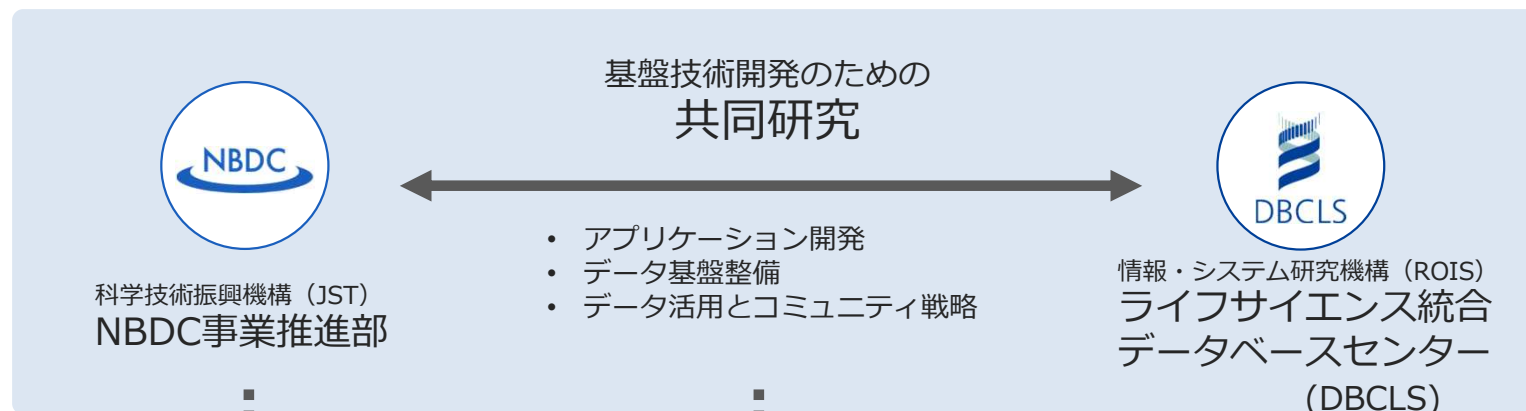 基盤技術開発のための
共同研究
NBDC
DBCLS
• アプリケーション開発
• データ基盤整備
• データ活用とコミュニティ戦略
科学技術振興機構（JST）
NBDC事業推進部
情報・システム研究機構（ROIS）
ライフサイエンス統合
データベースセンター
（DBCLS）